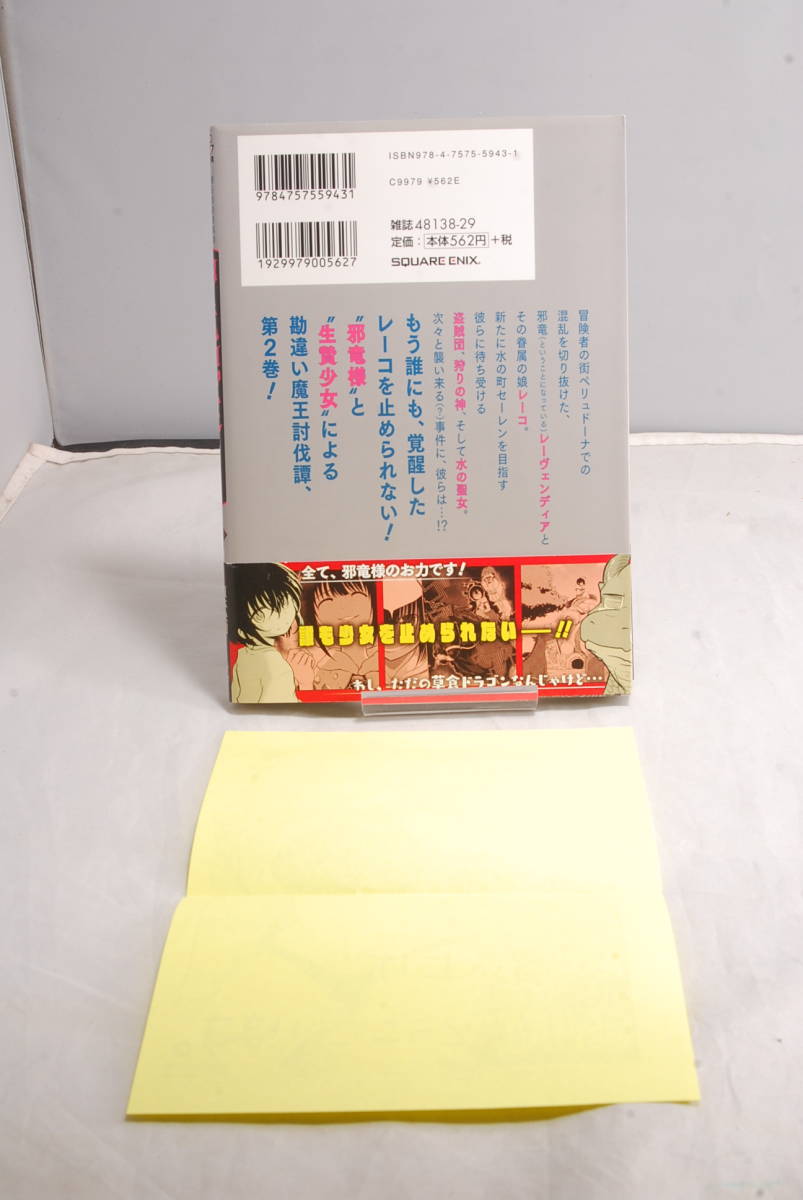 ISBN978-4-7575-5943-1
C9979 ¥562E
9784757559431
雑誌 48138-29
定価：本体562円＋税
SQUARE ENIX®
1929979005627
冒険者の街ペリュドーナでの
混乱を切り抜けた、
邪竜（ということになっている）レーヴェンディアと
その眷属の娘レーコ。
新たに水の町セーレンを目指す
彼らに待ち受ける
盗賊団、狩りの神、そして水の聖女。
次々と襲い来る（？）事件に、彼らは…!?
もう誰にも、覚醒した
レーコを止められない！
“邪竜様”と
“生贄少女”による
勘違い魔王討伐譚、
第2巻！
全て、邪竜様のお力です！
誰も少女を止められない――!!
わし、ただの草食ドラゴンなんじゃけど…